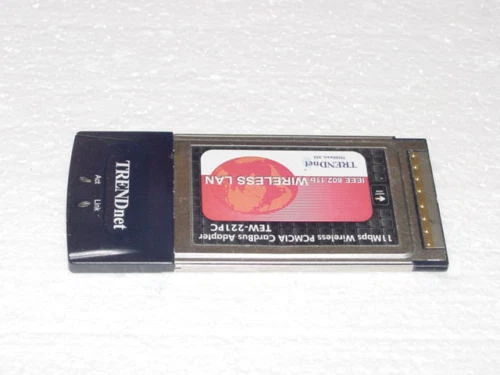 TRENDnet
Act
Link
11Mbps Wireless PCMCIA CardBus Adapter
TEW-221PC
IEEE 802.11b WIRELESS LAN
TRENDnet